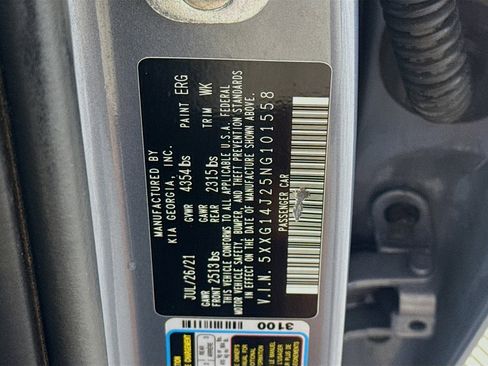 MANUFACTURED BY
KIA GEORGIA, INC.
PAINT ERG
JUL/26/21
GVWR 4354 lbs
TRIM WK
GAWR FRONT 2513 lbs
GAWR REAR 2315 lbs
THIS VEHICLE CONFORMS TO ALL APPLICABLE U.S.A. FEDERAL
MOTOR VEHICLE SAFETY, BUMPER, AND THEFT PREVENTION STANDARDS
IN EFFECT ON THE DATE OF MANUFACTURE SHOWN ABOVE.
V.I.N. 5XXG14J25NG101558
PASSENGER CAR
3100